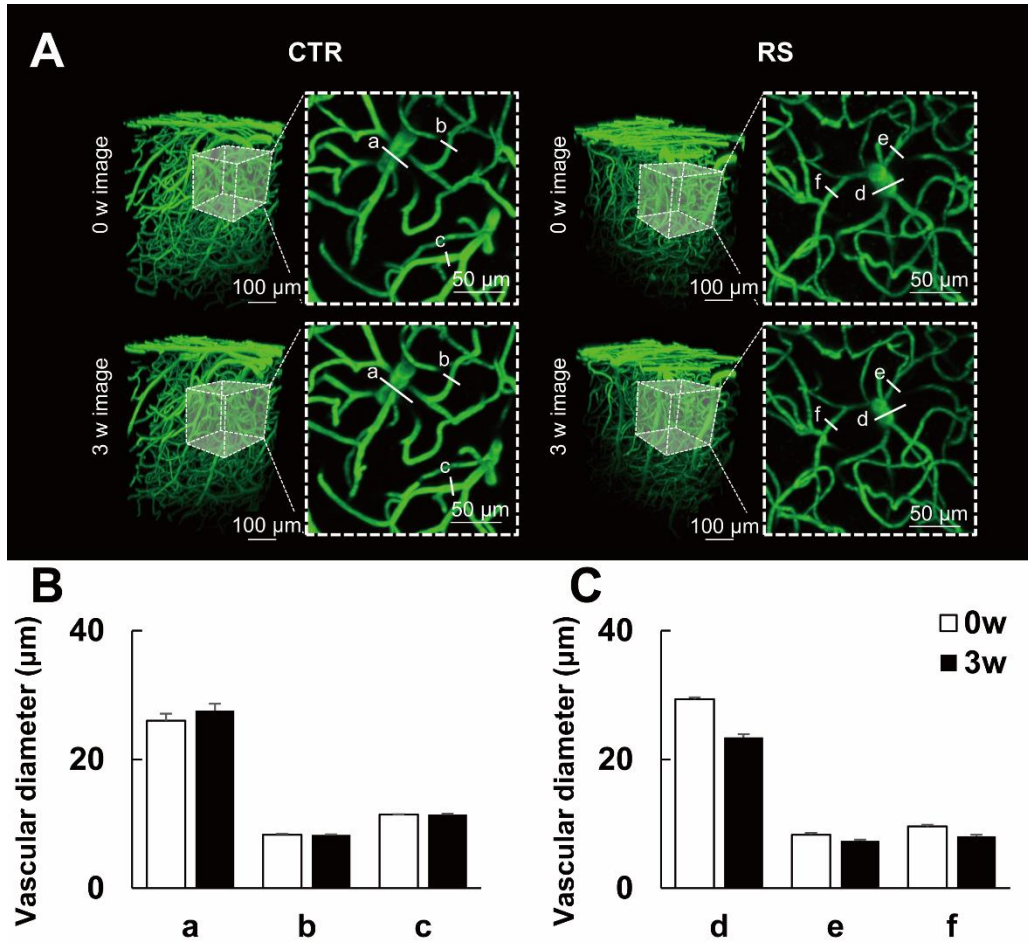 A
CTR
RS
0 w image
a
b
c
100 µm
50 µm
e
f
d
100 µm
50 µm
3 w image
a
b
c
100 µm
50 µm
3 w image
e
f
d
100 µm
50 µm
0 w image
B
Vascular diameter (µm)
40
20
0
a
b
c
C
Vascular diameter (µm)
40
20
0
d
e
f
0w
3w